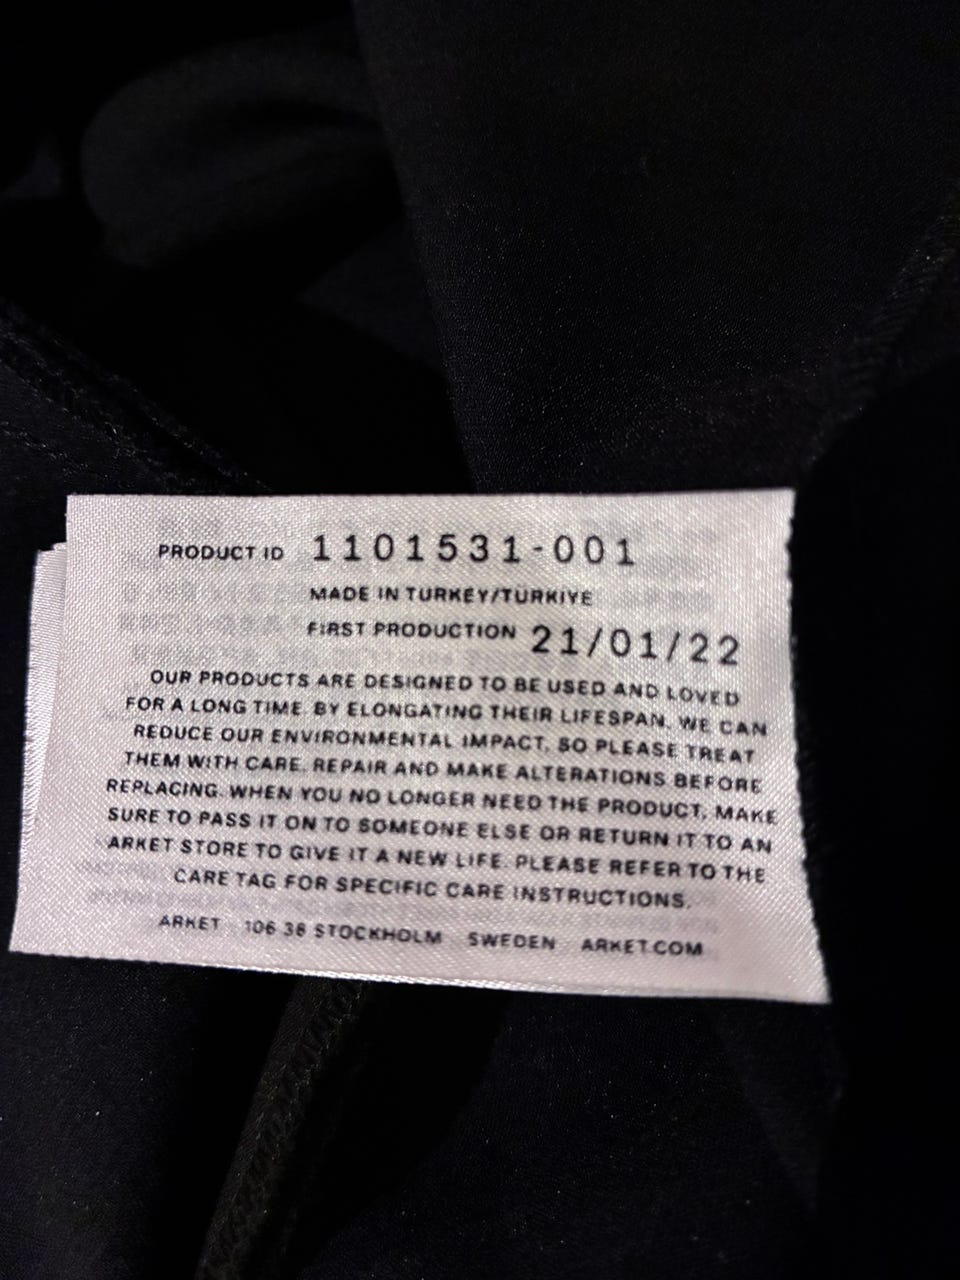 PRODUCT ID 1101531-001
MADE IN TURKEY/TÜRKIYE
FIRST PRODUCTION 21/01/22
OUR PRODUCTS ARE DESIGNED TO BE USED AND LOVED
FOR A LONG TIME. BY ELONGATING THEIR LIFESPAN, WE CAN
REDUCE OUR ENVIRONMENTAL IMPACT, SO PLEASE TREAT
THEM WITH CARE. REPAIR AND MAKE ALTERATIONS BEFORE
REPLACING. WHEN YOU NO LONGER NEED THE PRODUCT, MAKE
SURE TO PASS IT ON TO SOMEONE ELSE OR RETURN IT TO AN
ARKET STORE TO GIVE IT A NEW LIFE. PLEASE REFER TO THE
CARE TAG FOR SPECIFIC CARE INSTRUCTIONS.
ARKET 106 38 STOCKHOLM SWEDEN ARKET.COM